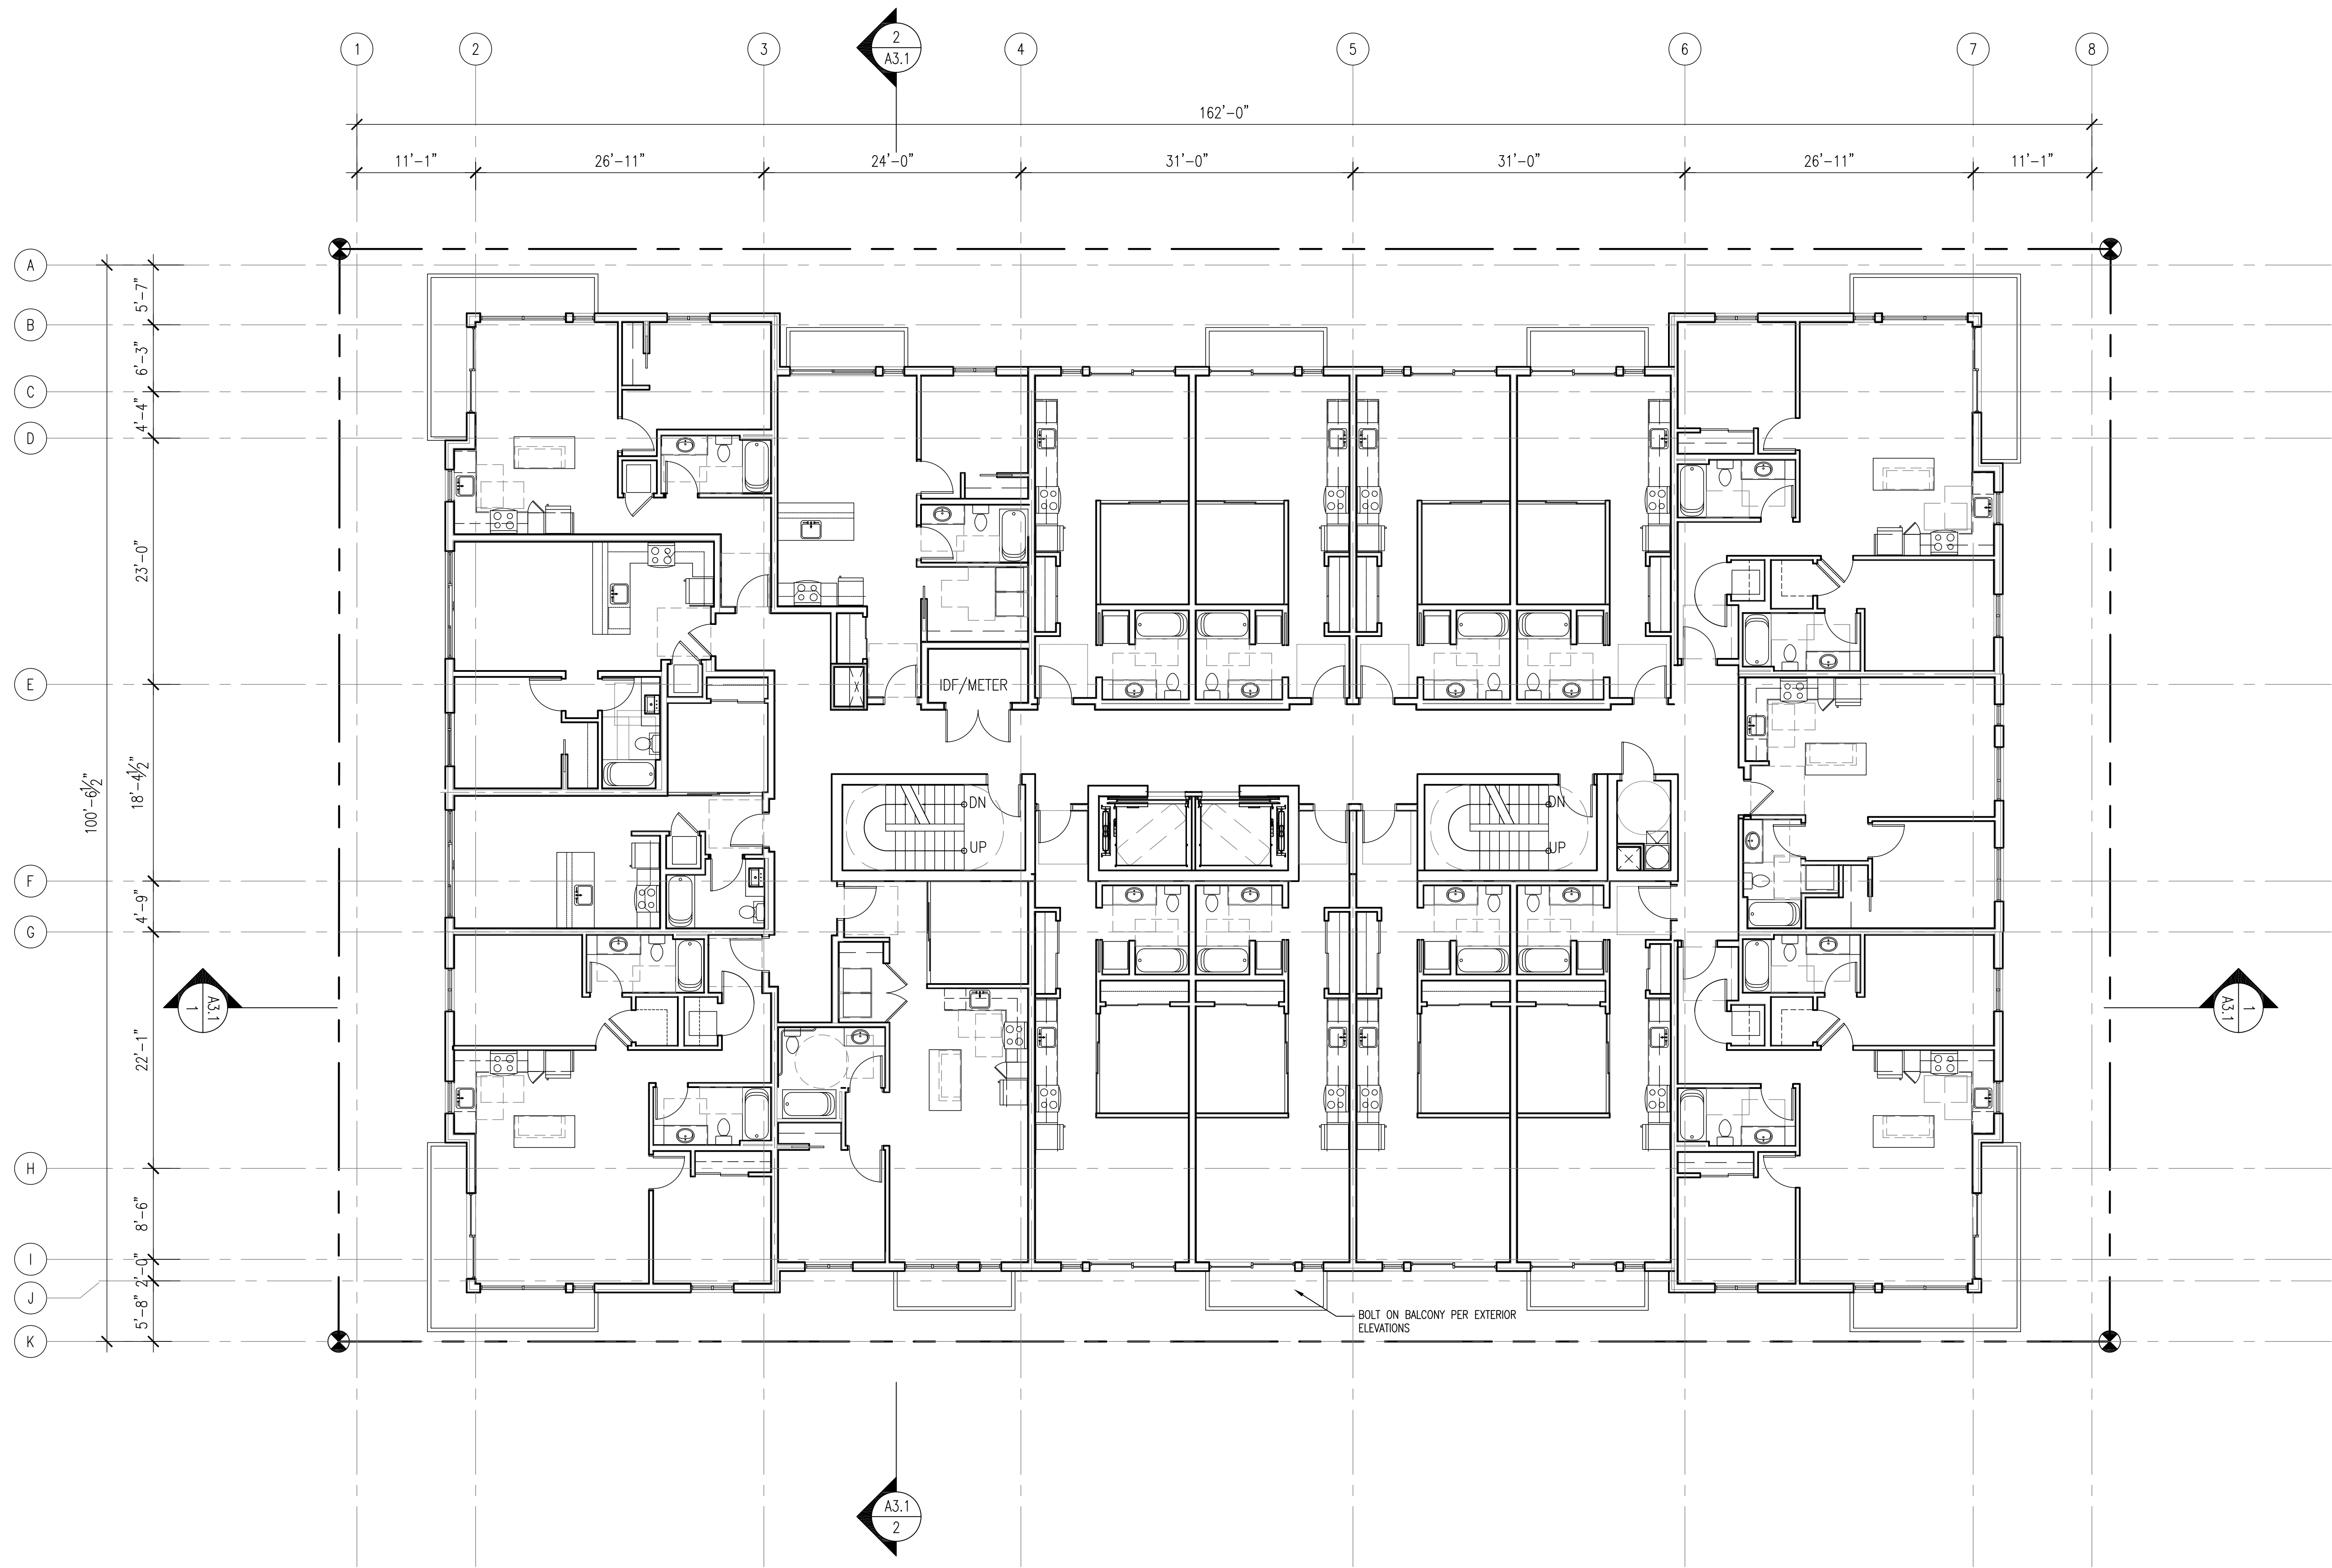 2
A3.1
1
2
3
4
5
6
7
8
162'-0"
11'-1"
26'-11"
24'-0"
31'-0"
31'-0"
26'-11"
11'-1"
A
B
C
D
E
F
G
H
I
J
K
5'-7"
6'-3"
4'-4"
23'-0"
18'-4½"
4'-9"
22'-1"
8'-6"
2'-0"
5'-8"
100'-6½"
IDF/METER
X
DN
UP
DN
UP
X
A3.1
1
1
A3.1
BOLT ON BALCONY PER EXTERIOR
ELEVATIONS
A3.1
2